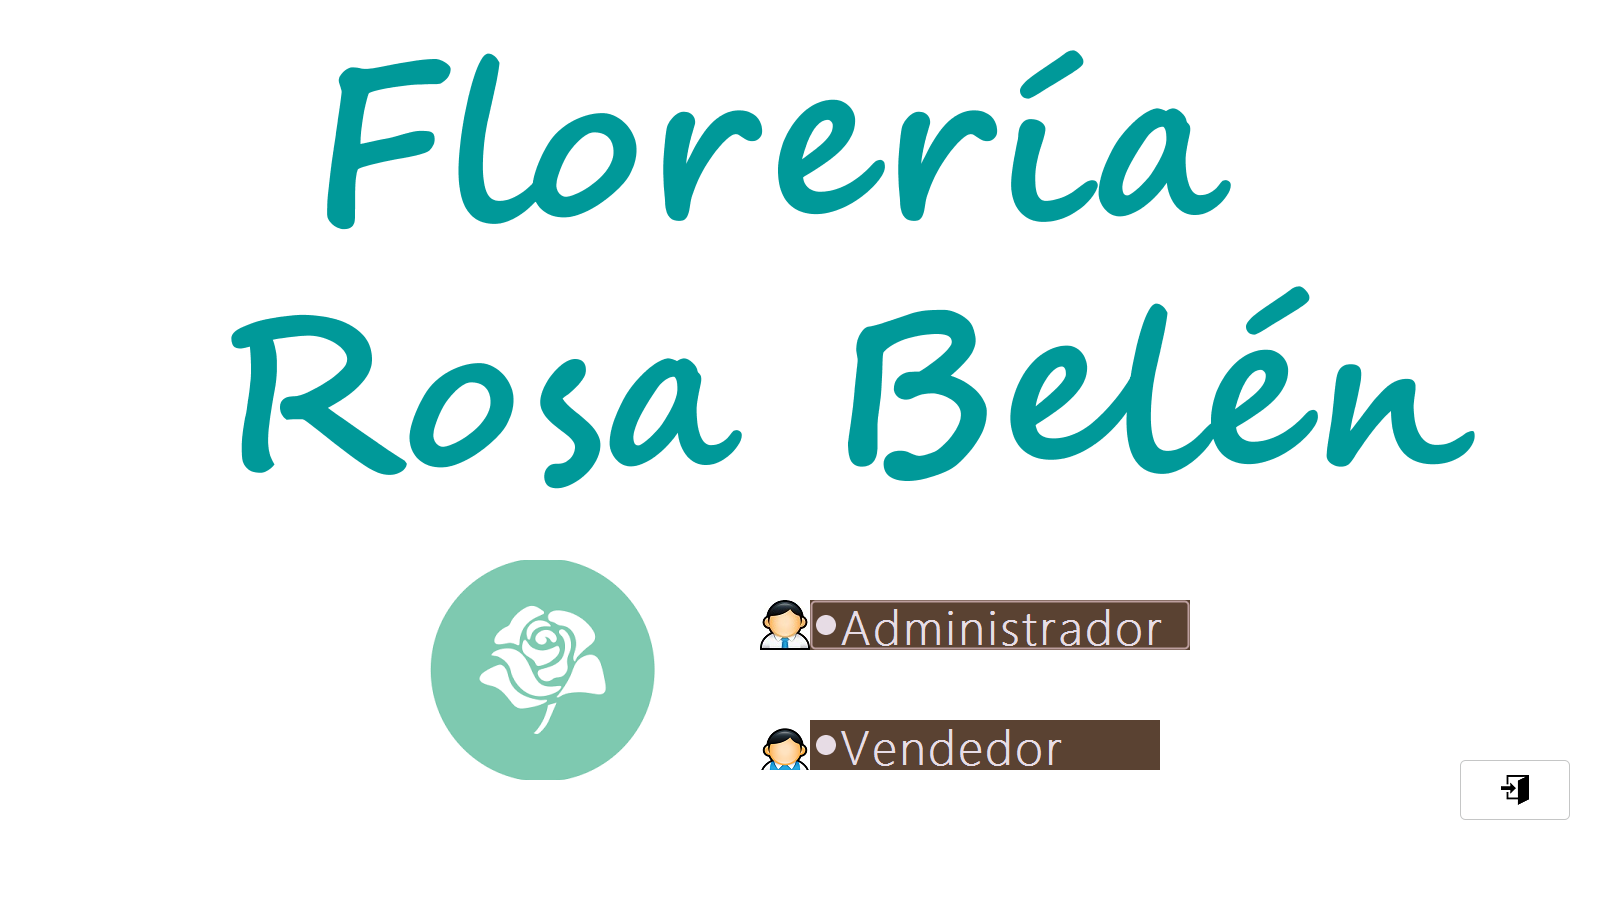 Florería
Rosa Belén
Administrador
Vendedor